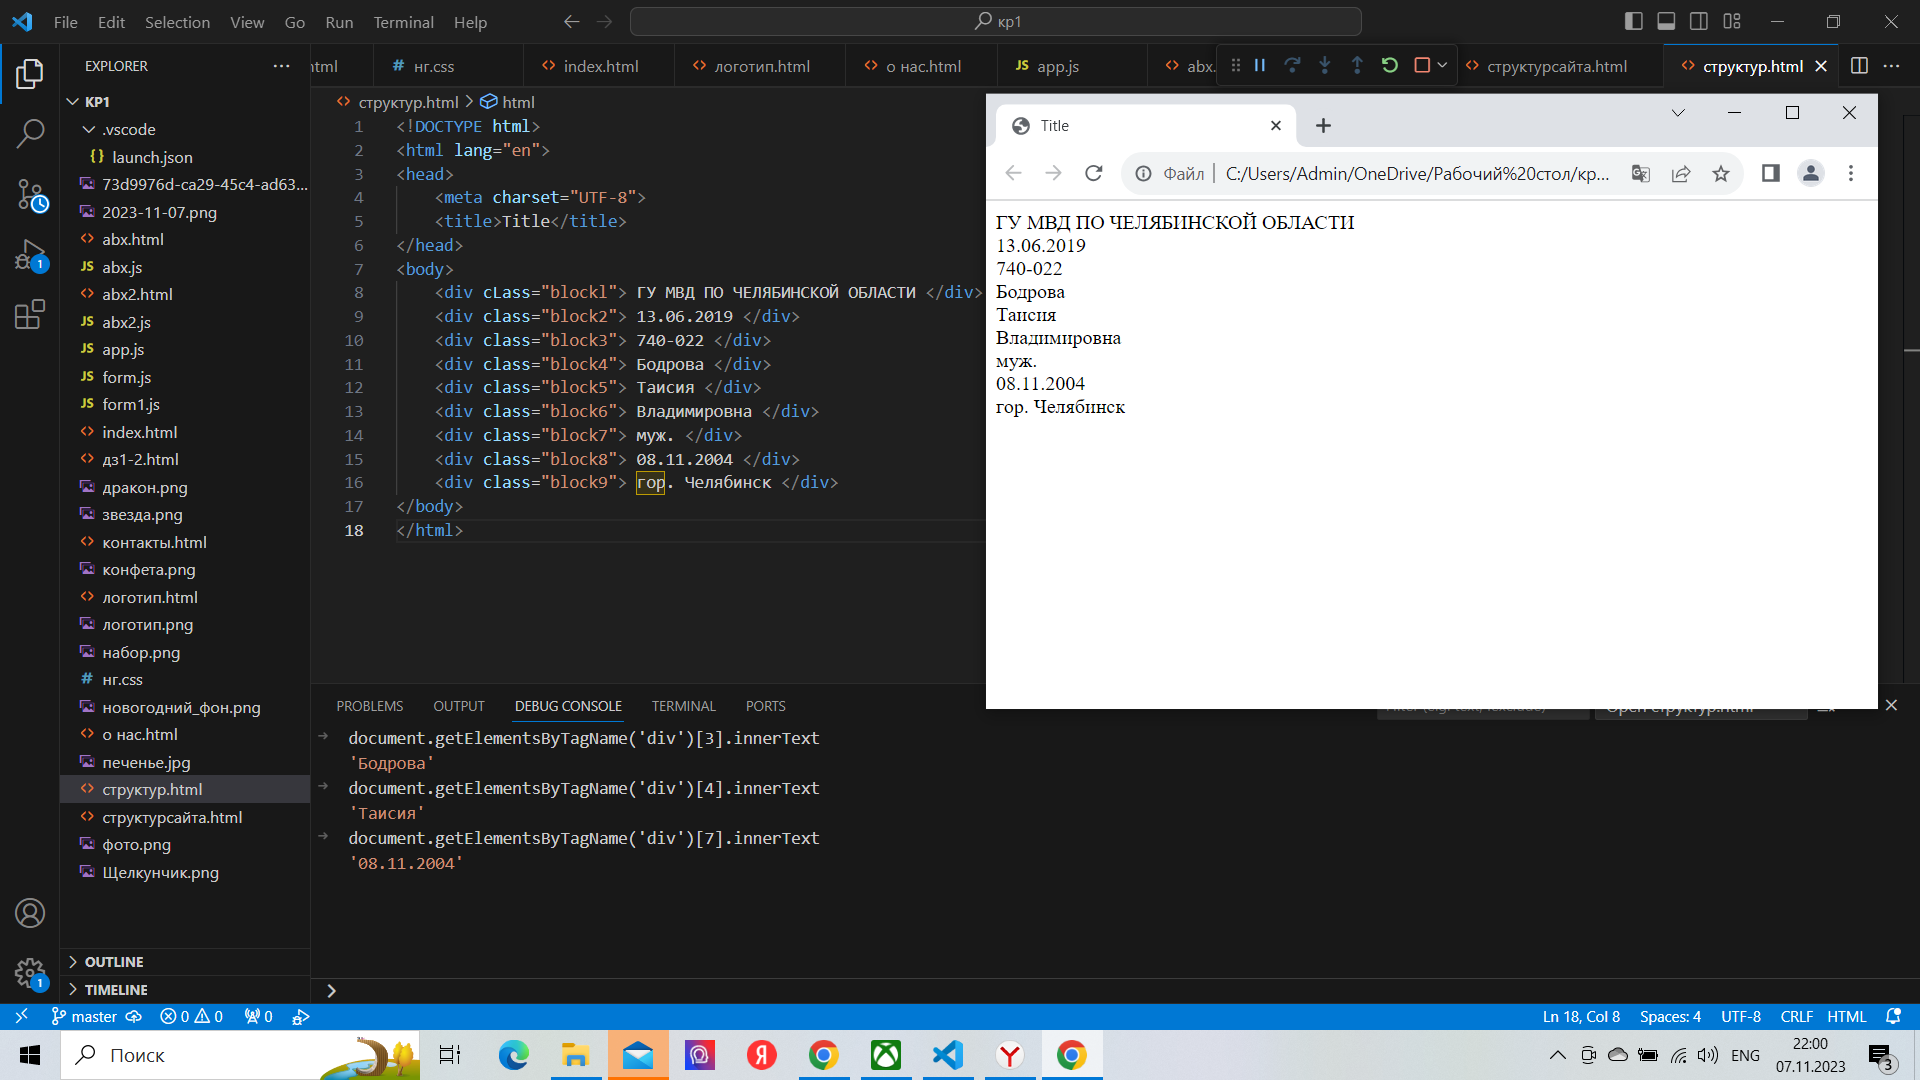 File Edit Selection View Go Run Terminal Help
кр1
EXPLORER
html
# нг.css
index.html
логотип.html
о нас.html
JS app.js
abx.
структурсайта.html
структур.html
KP1
.vscode
{} launch.json
73d9976d-ca29-45c4-ad63...
2023-11-07.png
abx.html
JS abx.js
abx2.html
JS abx2.js
JS app.js
JS form.js
JS form1.js
index.html
дз1-2.html
дракон.png
звезда.png
контакты.html
конфета.png
логотип.html
логотип.png
набор.png
# нг.css
новогодний_фон.png
о нас.html
печенье.jpg
структур.html
структурсайта.html
фото.png
Щелкунчик.png
OUTLINE
TIMELINE
структур.html > html
1 <!DOCTYPE html>
2 <html lang="en">
3 <head>
4 <meta charset="UTF-8">
5 <title>Title</title>
6 </head>
7 <body>
8 <div cLass="blockl"> ГУ МВД ПО ЧЕЛЯБИНСКОЙ ОБЛАСТИ </div>
9 <div class="block2"> 13.06.2019 </div>
10 <div class="block3"> 740-022 </div>
11 <div class="block4"> Бодрова </div>
12 <div class="block5"> Таисия </div>
13 <div class="block6"> Владимировна </div>
14 <div class="block7"> муж. </div>
15 <div class="block8"> 08.11.2004 </div>
16 <div class="block9"> гор. Челябинск </div>
17 </body>
18 </html>
Title
Файл | C:/Users/Admin/OneDrive/Рабочий%20стол/кр...
ГУ МВД ПО ЧЕЛЯБИНСКОЙ ОБЛАСТИ
13.06.2019
740-022
Бодрова
Таисия
Владимировна
муж.
08.11.2004
гор. Челябинск
PROBLEMS OUTPUT DEBUG CONSOLE TERMINAL PORTS
document.getElementsByTagName('div')[3].innerText
'Бодрова'
document.getElementsByTagName('div')[4].innerText
'Таисия'
document.getElementsByTagName('div')[7].innerText
'08.11.2004'
master 0 0 0
Ln 18, Col 8 Spaces: 4 UTF-8 CRLF HTML
Поиск
ENG
22:00
07.11.2023
3